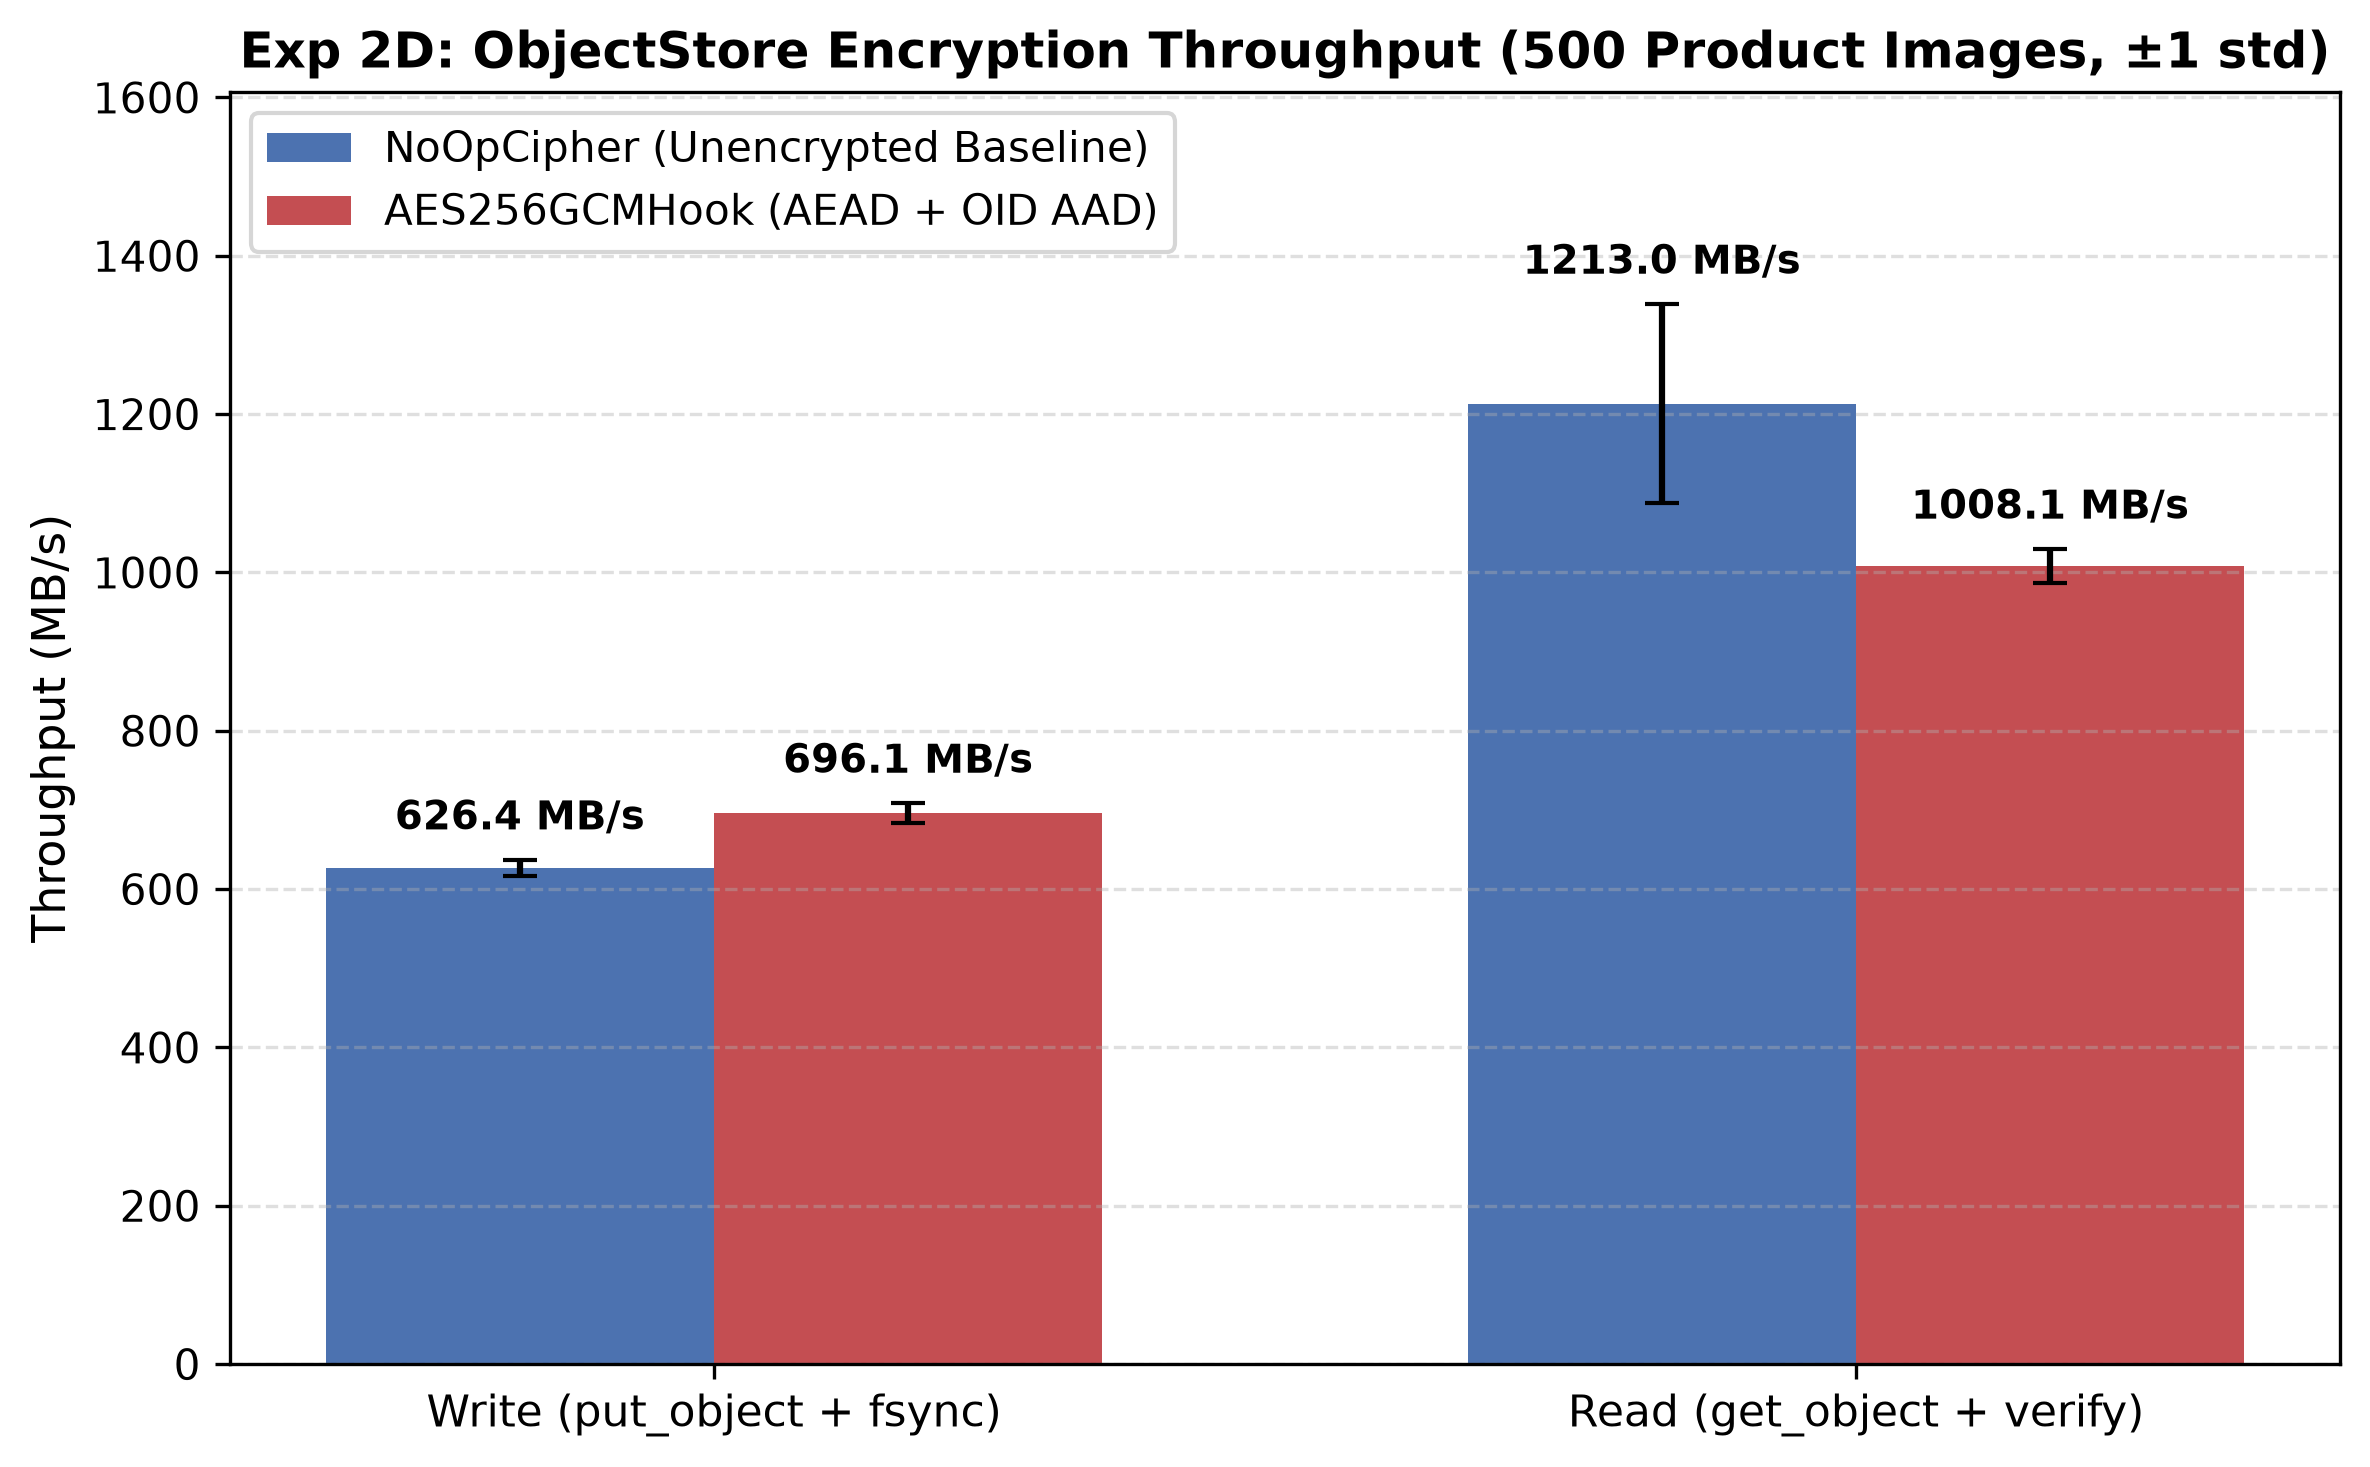 Exp 2D: ObjectStore Encryption Throughput (500 Product Images, ±1 std)
NoOpCipher (Unencrypted Baseline)
AES256GCMHook (AEAD + OID AAD)
Throughput (MB/s)
1600
1400
1200
1000
800
600
400
200
0
626.4 MB/s
696.1 MB/s
1213.0 MB/s
1008.1 MB/s
Write (put_object + fsync)
Read (get_object + verify)